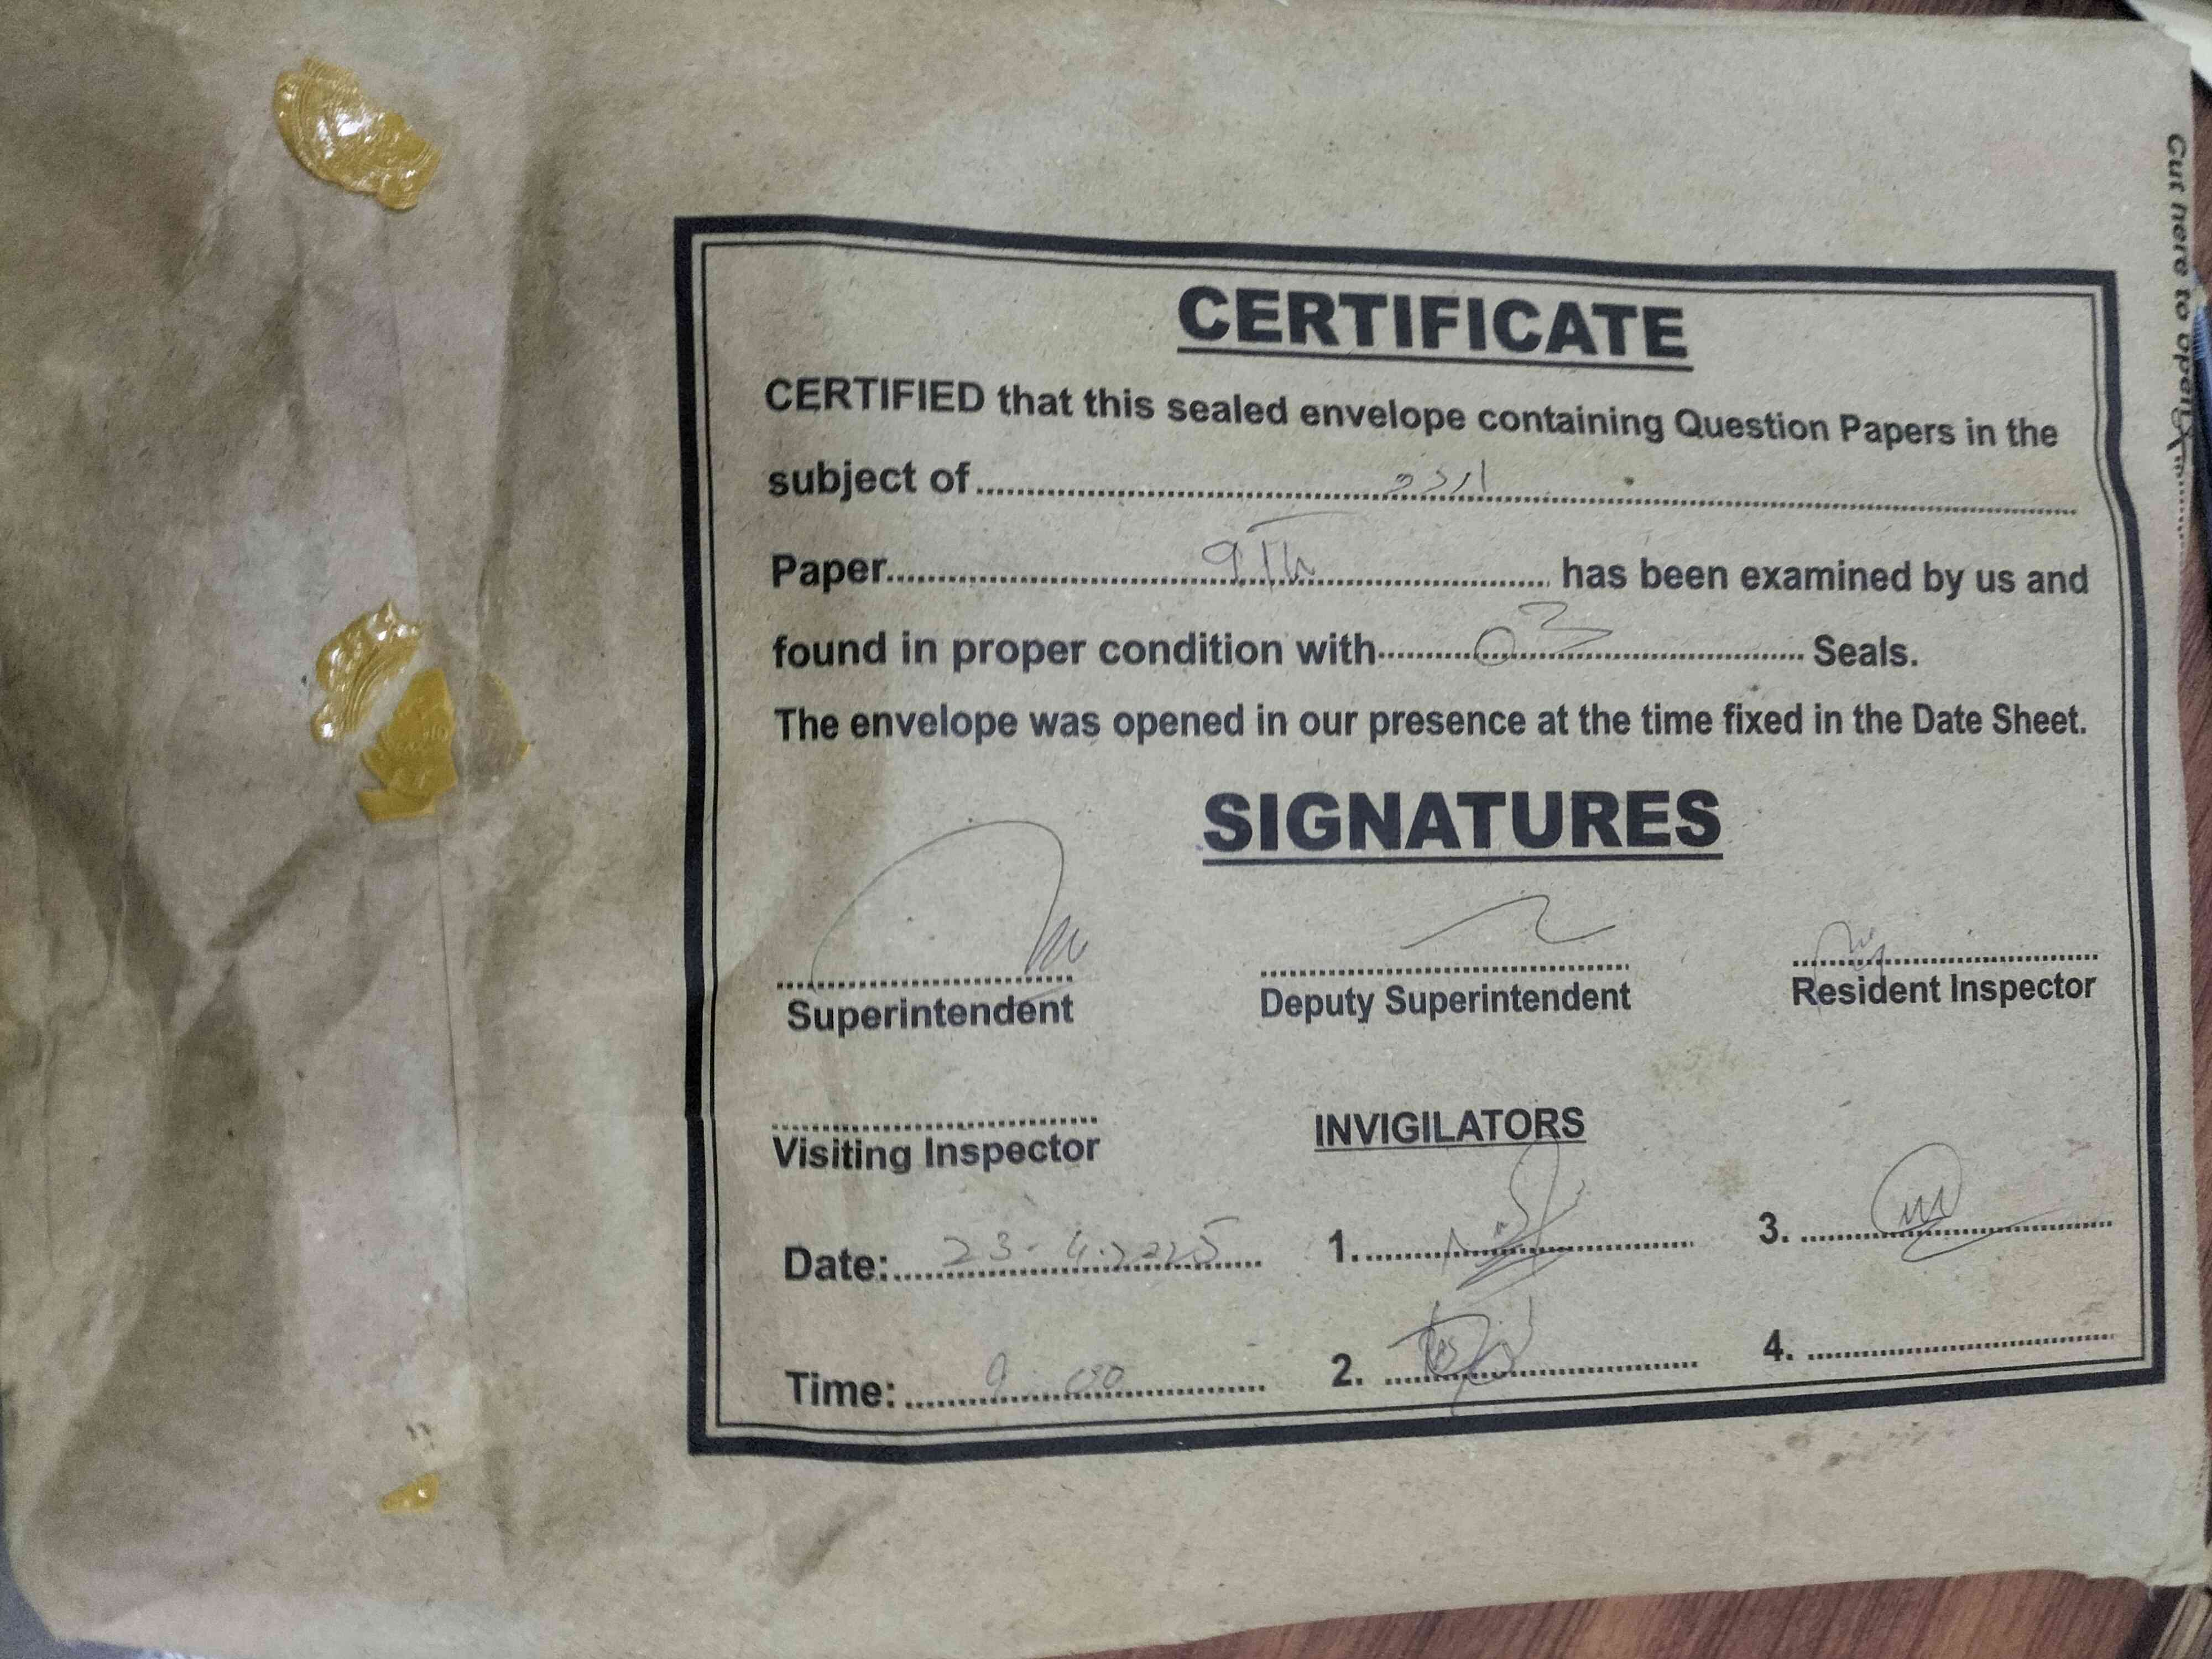 CERTIFICATE
CERTIFIED that this sealed envelope containing Question Papers in the
subject of.....اردو.....
Paper.....9Th..... has been examined by us and
found in proper condition with.....03..... Seals.
The envelope was opened in our presence at the time fixed in the Date Sheet.
SIGNATURES
Superintendent Deputy Superintendent Resident Inspector
Visiting Inspector INVIGILATORS
Date:.....23-4-2025..... 1...... 3......
Time:.....9:00..... 2...... 4......
Cut here to open